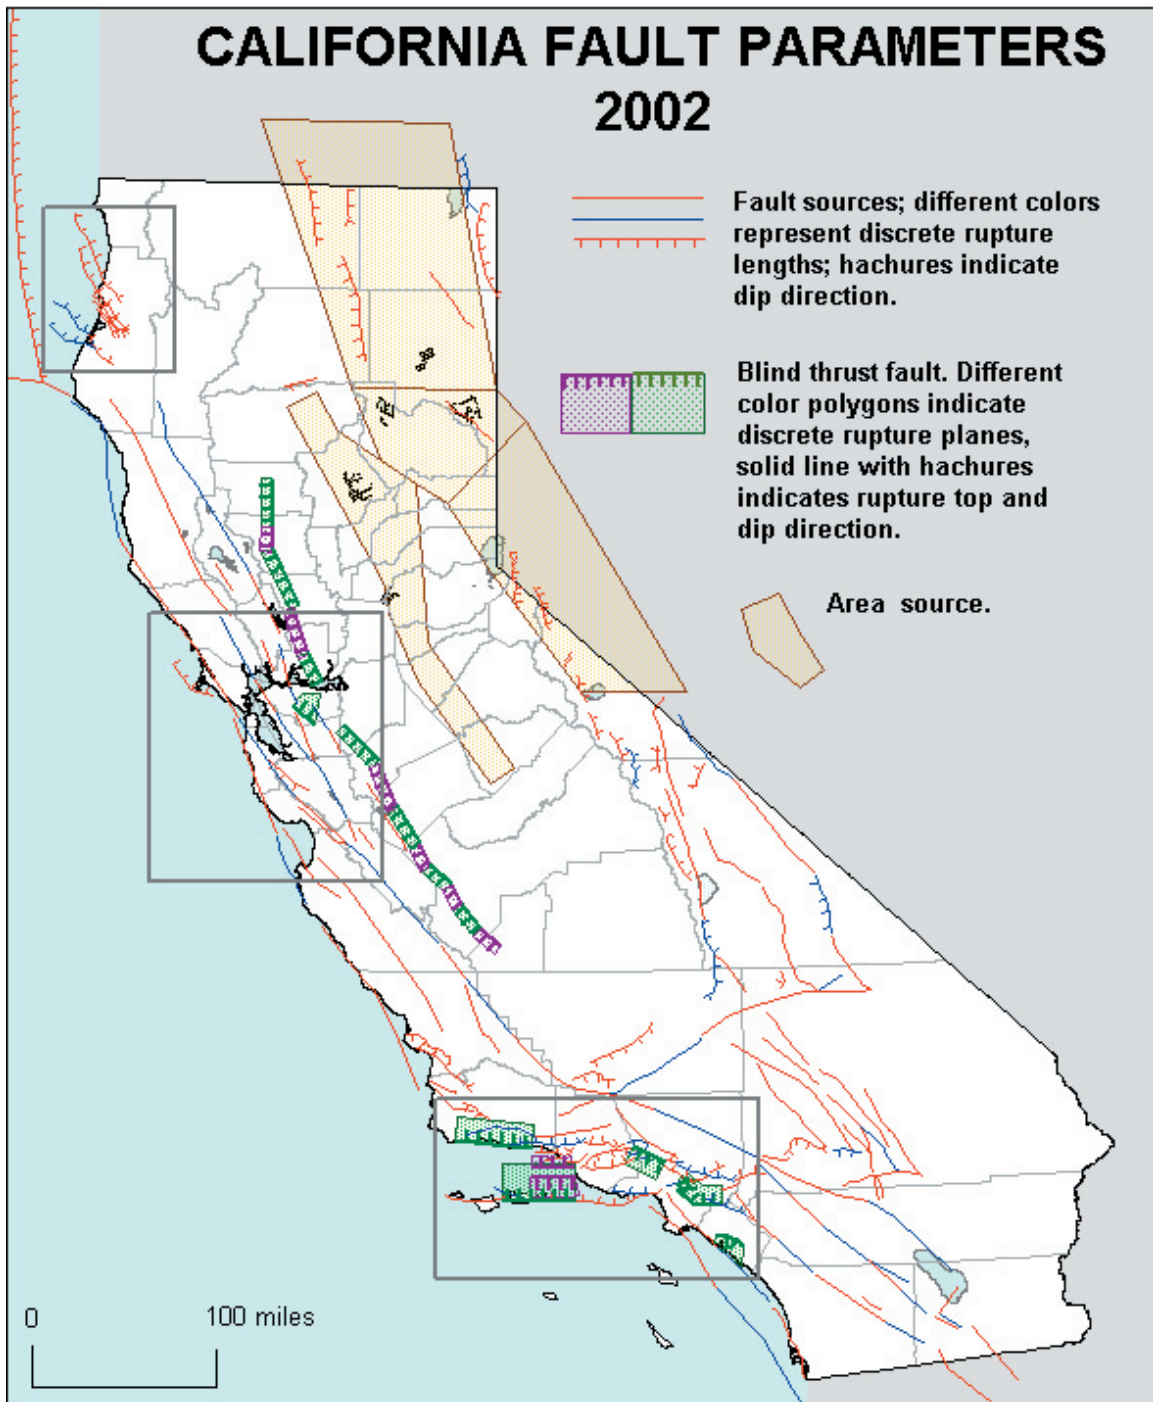 CALIFORNIA FAULT PARAMETERS
2002
Fault sources; different colors
represent discrete rupture
lengths; hachures indicate
dip direction.
Blind thrust fault. Different
color polygons indicate
discrete rupture planes,
solid line with hachures
indicates rupture top and
dip direction.
Area source.
0 100 miles